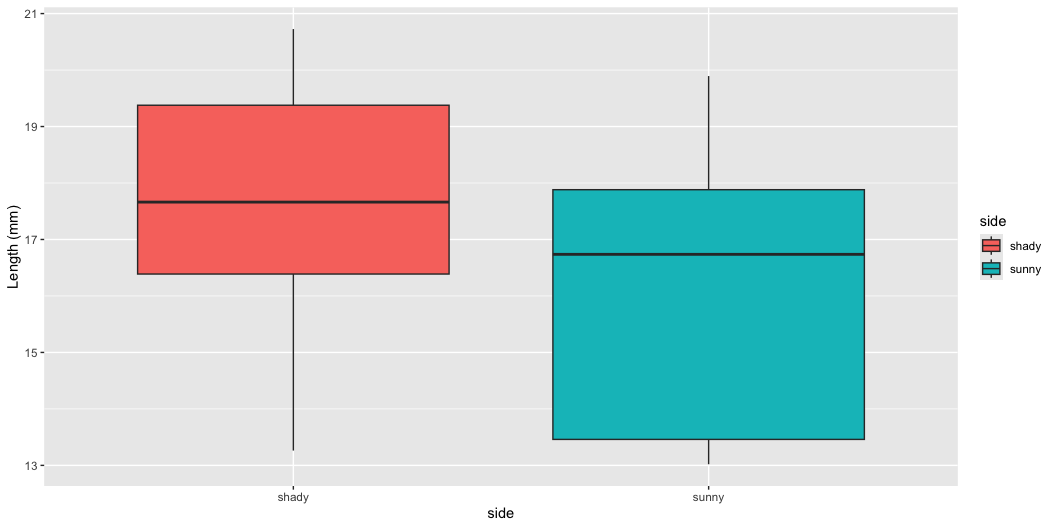 21
19
17
15
13
Length (mm)
shady
sunny
side
side
shady
sunny